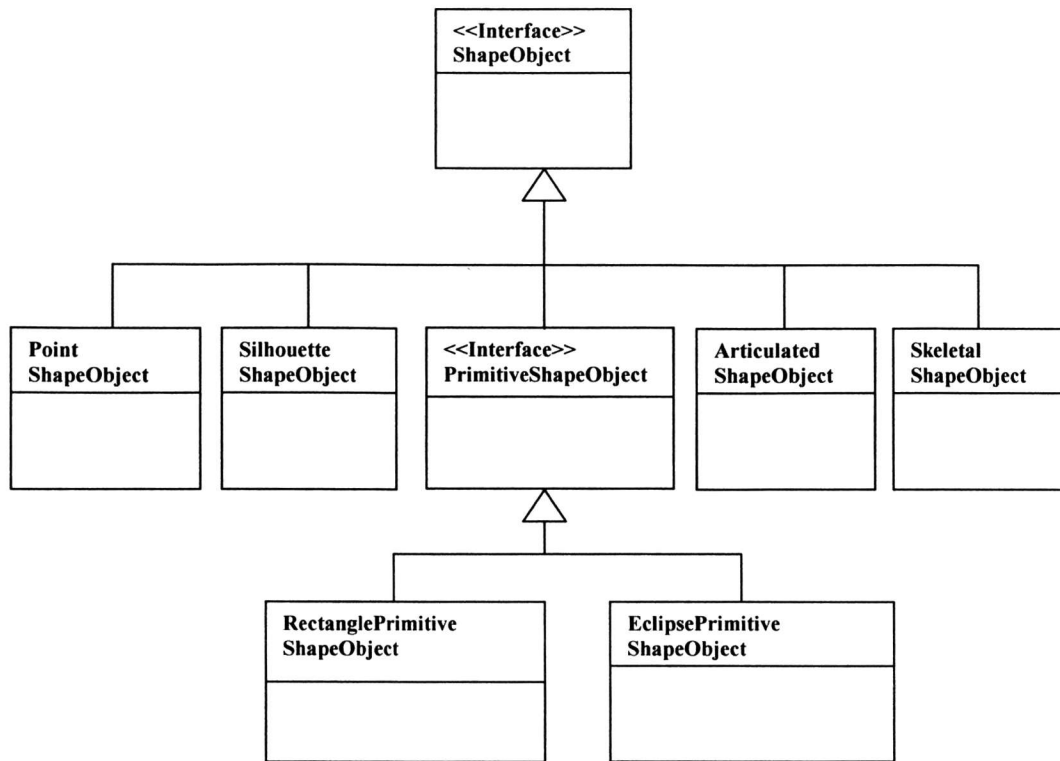 <<Interface>>
ShapeObject
Point
ShapeObject
Silhouette
ShapeObject
<<Interface>>
PrimitiveShapeObject
Articulated
ShapeObject
Skeletal
ShapeObject
RectanglePrimitive
ShapeObject
EclipsePrimitive
ShapeObject